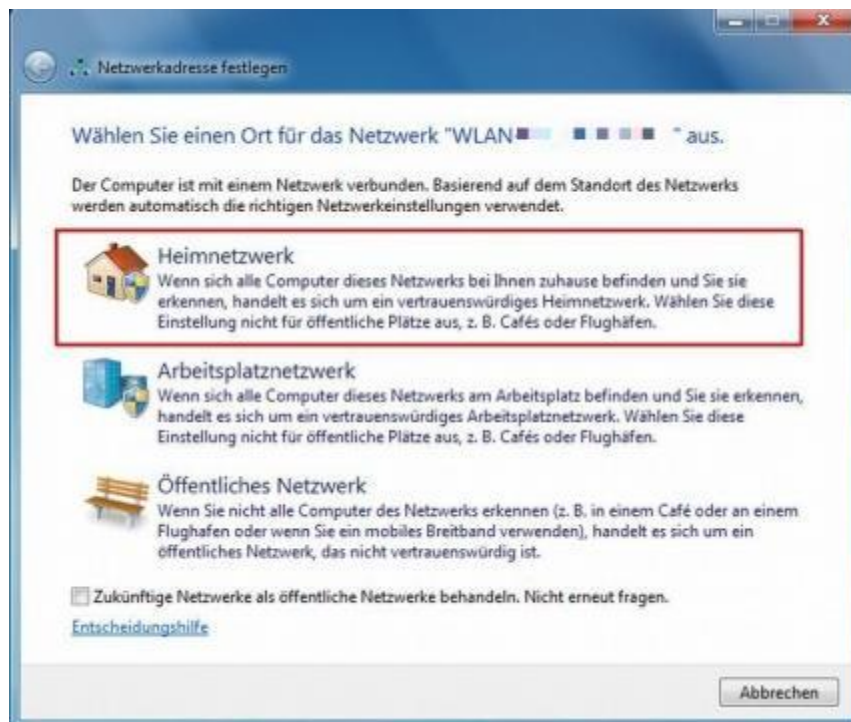 Netzwerkadresse festlegen
Wählen Sie einen Ort für das Netzwerk "WLAN " aus.
Der Computer ist mit einem Netzwerk verbunden. Basierend auf dem Standort des Netzwerks
werden automatisch die richtigen Netzwerkeinstellungen verwendet.
Heimnetzwerk
Wenn sich alle Computer dieses Netzwerks bei Ihnen zuhause befinden und Sie sie
erkennen, handelt es sich um ein vertrauenswürdiges Heimnetzwerk. Wählen Sie diese
Einstellung nicht für öffentliche Plätze aus, z. B. Cafés oder Flughäfen.
Arbeitsplatznetzwerk
Wenn sich alle Computer dieses Netzwerks am Arbeitsplatz befinden und Sie sie erkennen,
handelt es sich um ein vertrauenswürdiges Arbeitsplatznetzwerk. Wählen Sie diese
Einstellung nicht für öffentliche Plätze aus, z. B. Cafés oder Flughäfen.
Öffentliches Netzwerk
Wenn Sie nicht alle Computer des Netzwerks erkennen (z. B. in einem Café oder an einem
Flughafen oder wenn Sie ein mobiles Breitband verwenden), handelt es sich um ein
öffentliches Netzwerk, das nicht vertrauenswürdig ist.
Zukünftige Netzwerke als öffentliche Netzwerke behandeln. Nicht erneut fragen.
Entscheidungshilfe
Abbrechen